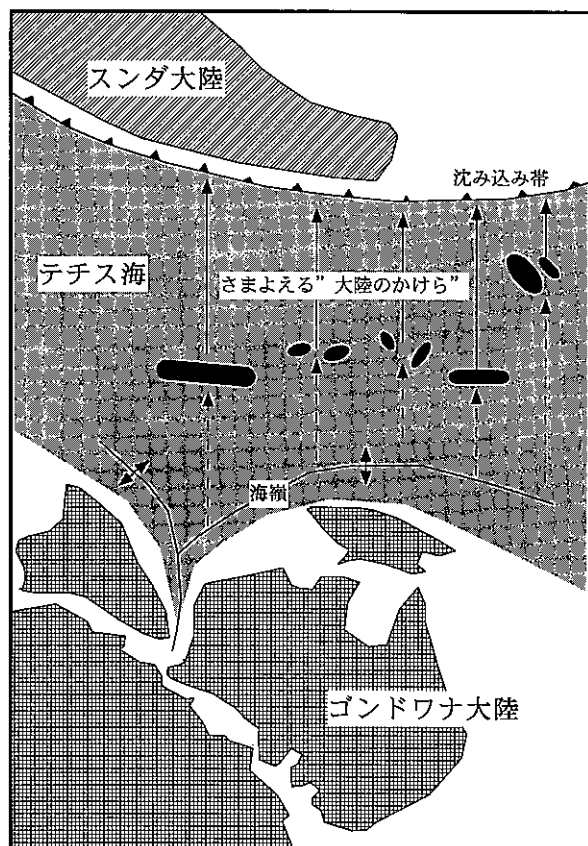 スンダ大陸
沈み込み帯
テチス海
さまよえる”大陸のかけら”
海嶺
ゴンドワナ大陸